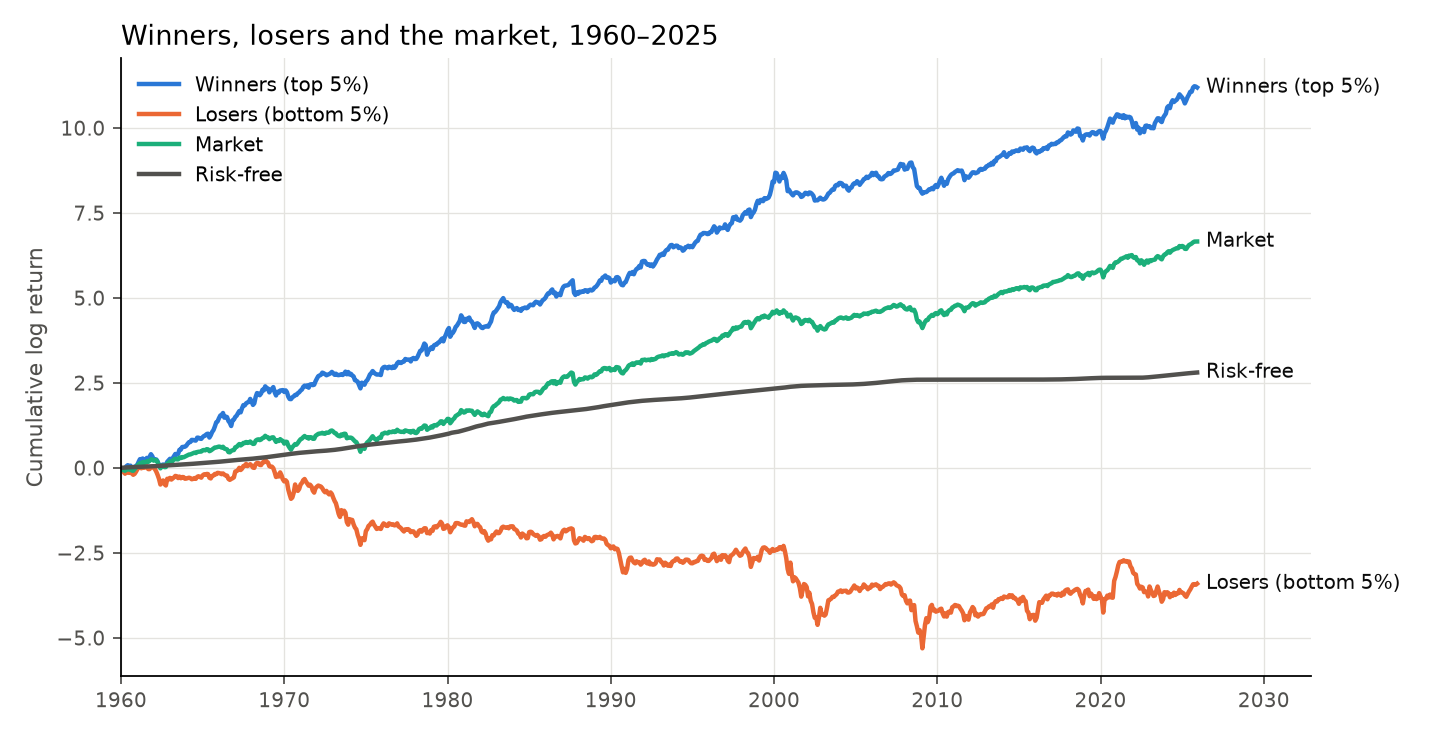 Winners, losers and the market, 1960–2025
Winners (top 5%)
Losers (bottom 5%)
Market
Risk-free
Cumulative log return
10.0
7.5
5.0
2.5
0.0
−2.5
−5.0
1960
1970
1980
1990
2000
2010
2020
2030
Winners (top 5%)
Market
Risk-free
Losers (bottom 5%)